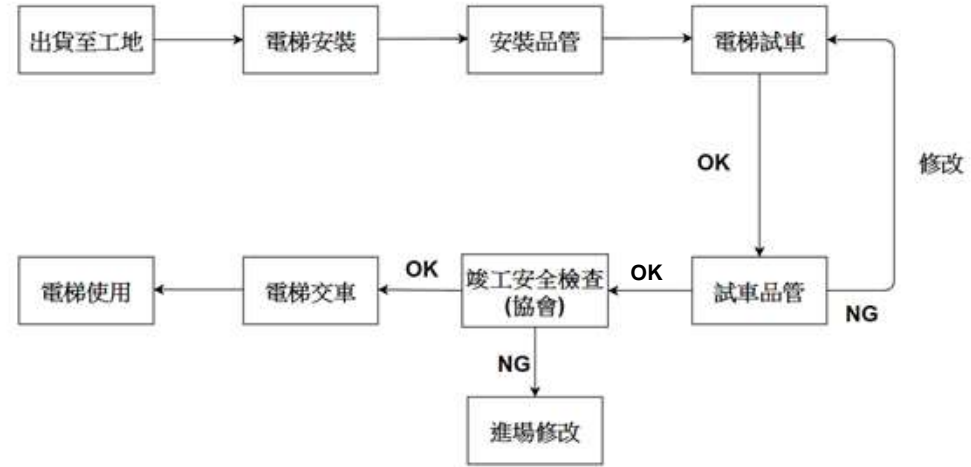 出貨至工地
電梯安裝
安裝品管
電梯試車
OK
修改
電梯使用
OK
電梯交車
竣工安全檢查
(協會)
OK
試車品管
NG
NG
進場修改